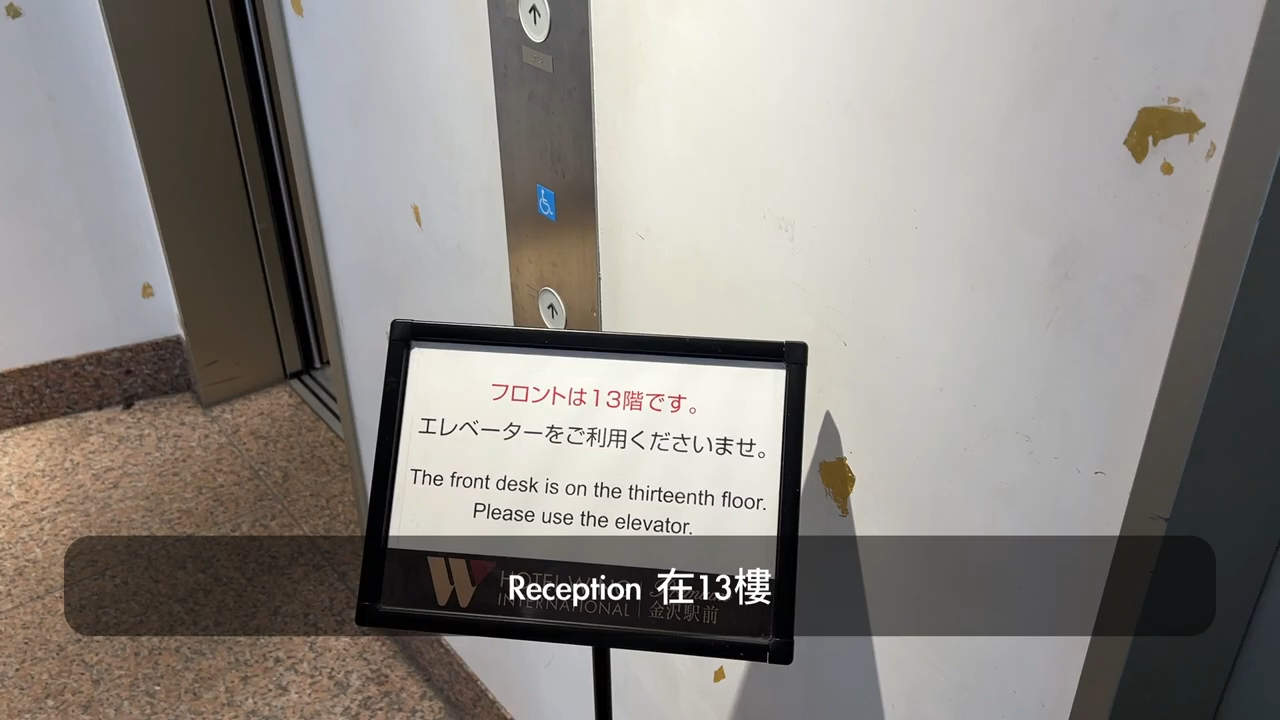 フロントは13階です。
エレベーターをご利用くださいませ。
The front desk is on the thirteenth floor.
Please use the elevator.
HOTEL
INTERNATIONAL
金沢駅前
Reception 在13樓